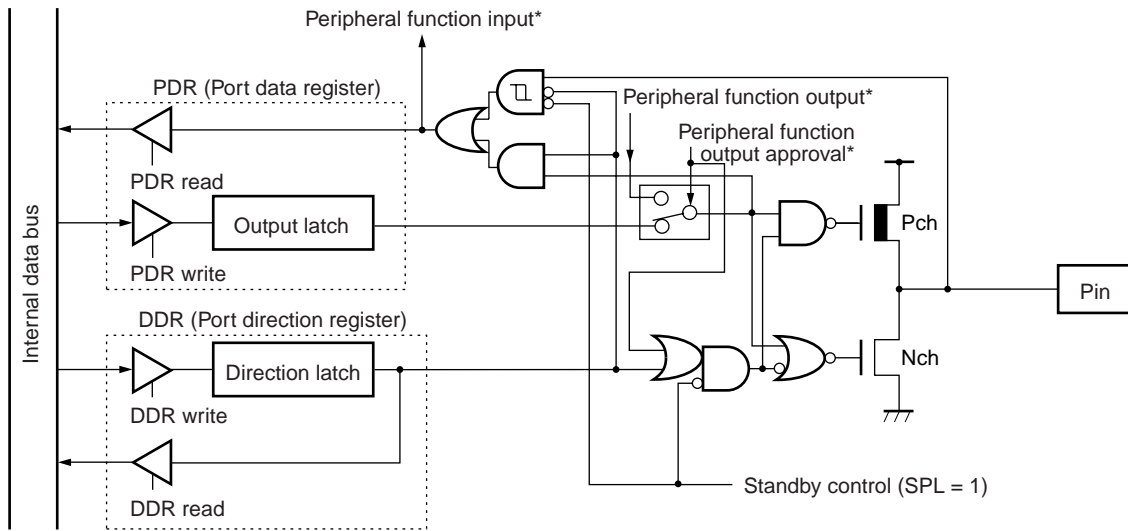 Peripheral function input*
PDR (Port data register)
Peripheral function output*
Peripheral function
output approval*
PDR read
Output latch
PDR write
Pch
Pin
Internal data bus
DDR (Port direction register)
Direction latch
Nch
DDR write
DDR read
Standby control (SPL = 1)